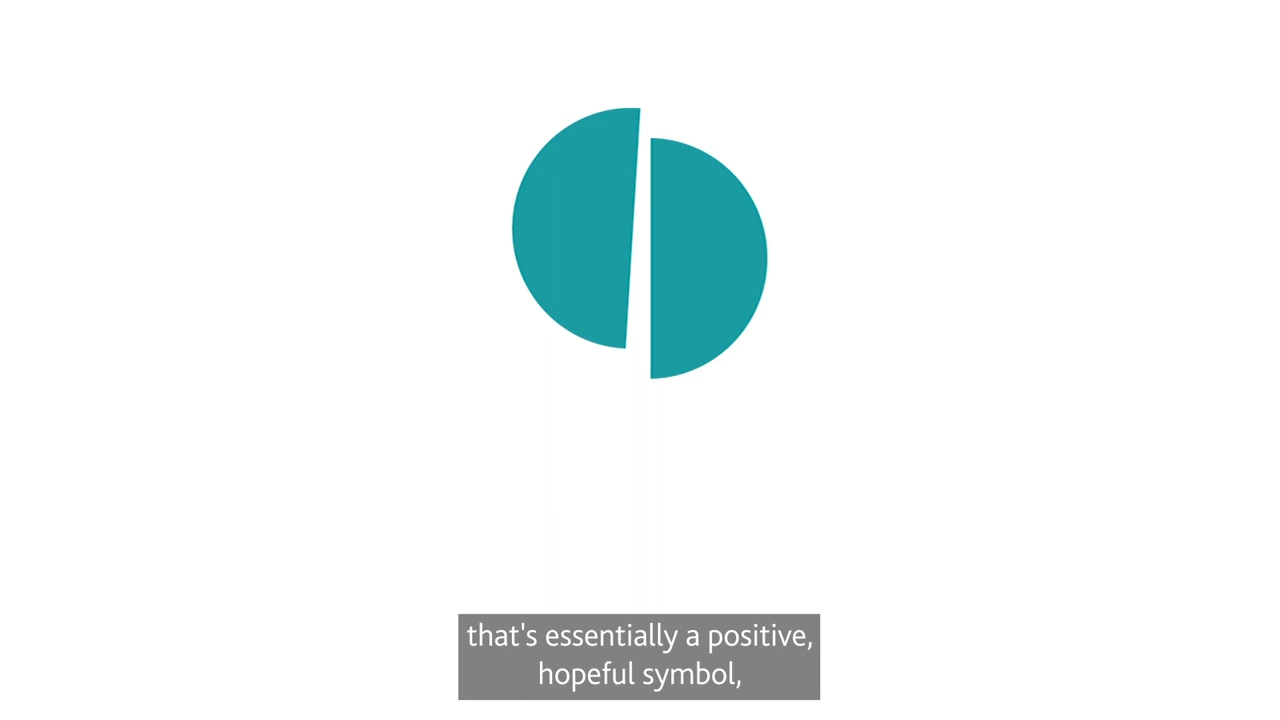 that's essentially a positive,
hopeful symbol,